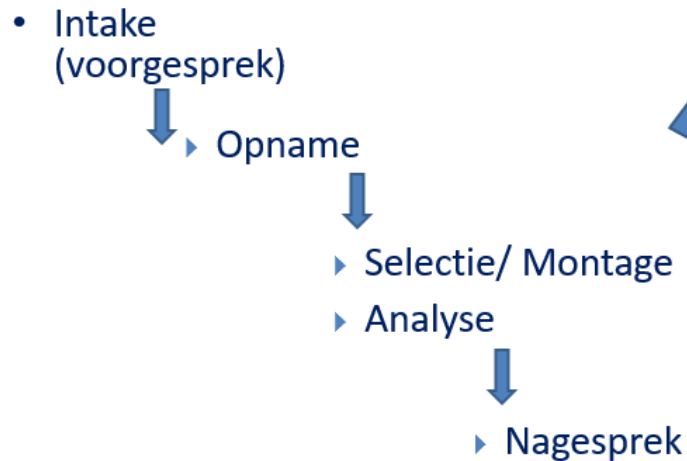 • Intake
(voorgesprek)
Opname
Selectie/ Montage
Analyse
Nagesprek